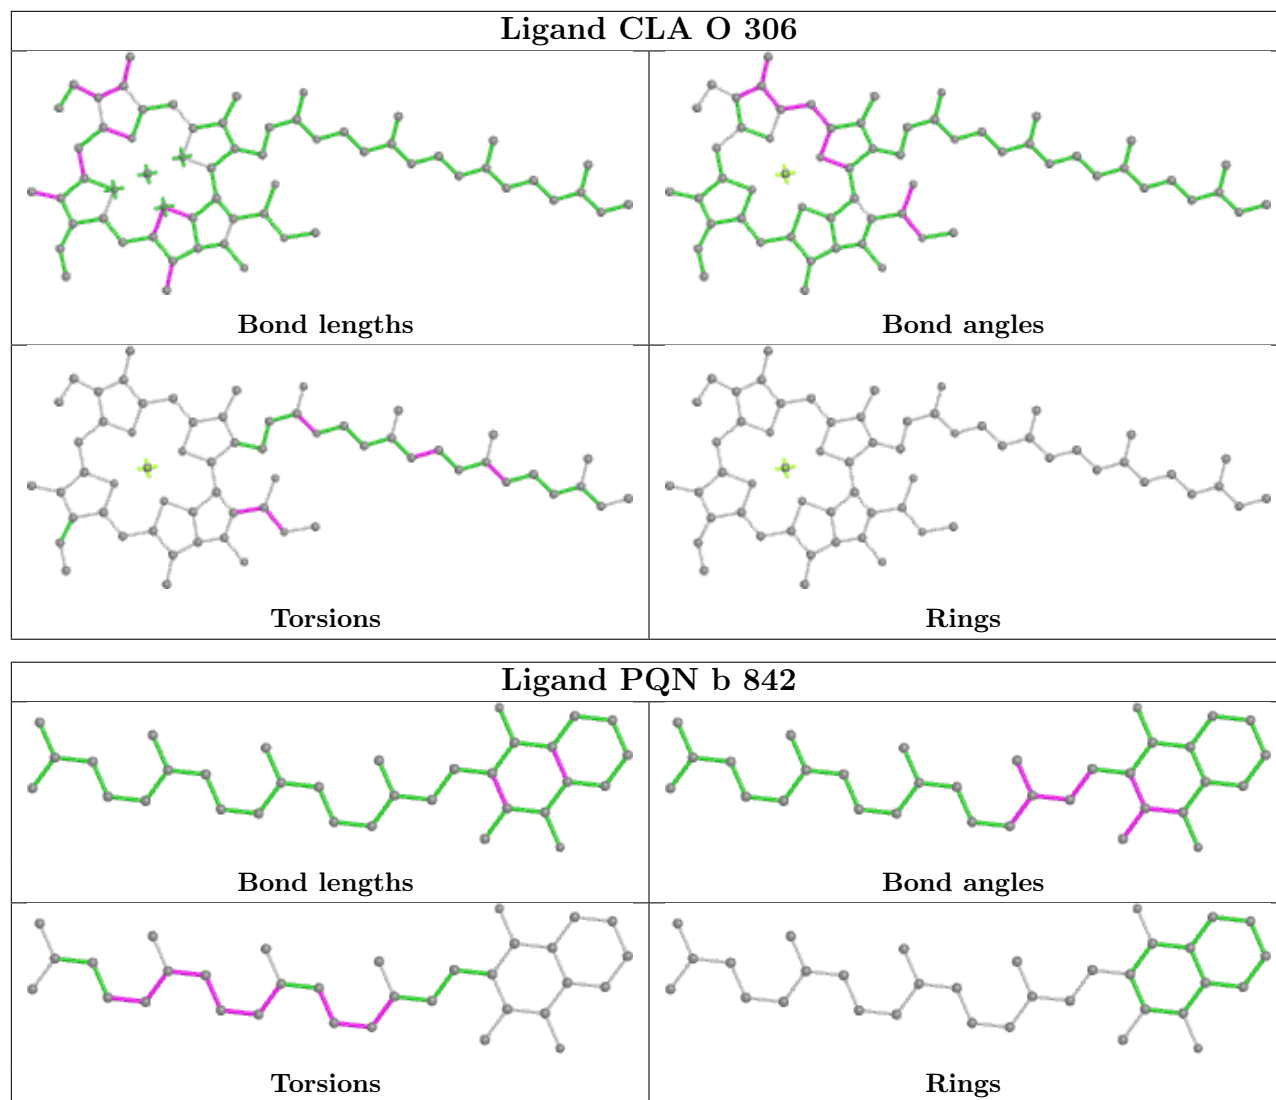 Ligand CLA O 306
Bond lengths
Bond angles
Torsions
Rings
Ligand PQN b 842
Bond lengths
Bond angles
Torsions
Rings